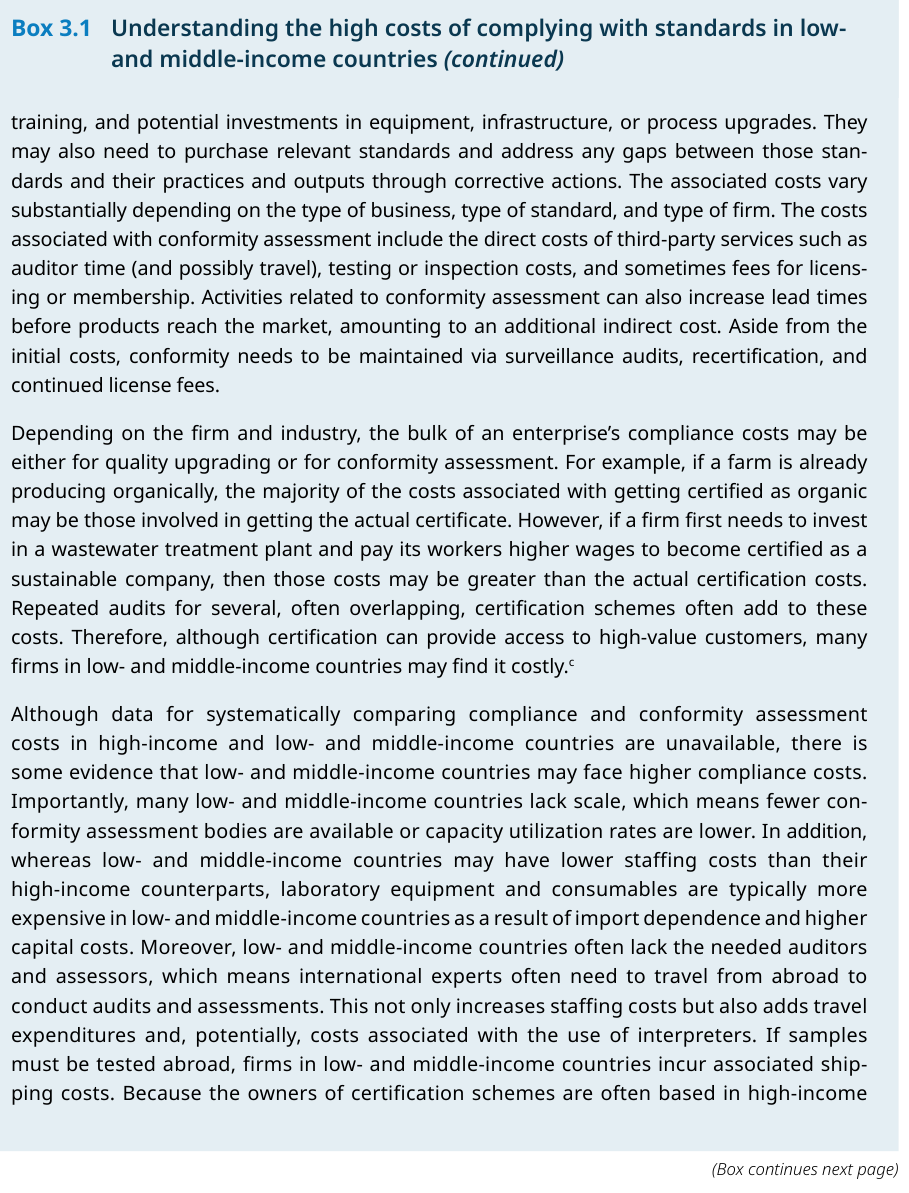 Box 3.1 Understanding the high costs of complying with standards in low-
and middle-income countries (continued)
training, and potential investments in equipment, infrastructure, or process upgrades. They
may also need to purchase relevant standards and address any gaps between those stan-
dards and their practices and outputs through corrective actions. The associated costs vary
substantially depending on the type of business, type of standard, and type of firm. The costs
associated with conformity assessment include the direct costs of third-party services such as
auditor time (and possibly travel), testing or inspection costs, and sometimes fees for licens-
ing or membership. Activities related to conformity assessment can also increase lead times
before products reach the market, amounting to an additional indirect cost. Aside from the
initial costs, conformity needs to be maintained via surveillance audits, recertification, and
continued license fees.
Depending on the firm and industry, the bulk of an enterprise’s compliance costs may be
either for quality upgrading or for conformity assessment. For example, if a farm is already
producing organically, the majority of the costs associated with getting certified as organic
may be those involved in getting the actual certificate. However, if a firm first needs to invest
in a wastewater treatment plant and pay its workers higher wages to become certified as a
sustainable company, then those costs may be greater than the actual certification costs.
Repeated audits for several, often overlapping, certification schemes often add to these
costs. Therefore, although certification can provide access to high-value customers, many
firms in low- and middle-income countries may find it costly.c
Although data for systematically comparing compliance and conformity assessment
costs in high-income and low- and middle-income countries are unavailable, there is
some evidence that low- and middle-income countries may face higher compliance costs.
Importantly, many low- and middle-income countries lack scale, which means fewer con-
formity assessment bodies are available or capacity utilization rates are lower. In addition,
whereas low- and middle-income countries may have lower staffing costs than their
high-income counterparts, laboratory equipment and consumables are typically more
expensive in low- and middle-income countries as a result of import dependence and higher
capital costs. Moreover, low- and middle-income countries often lack the needed auditors
and assessors, which means international experts often need to travel from abroad to
conduct audits and assessments. This not only increases staffing costs but also adds travel
expenditures and, potentially, costs associated with the use of interpreters. If samples
must be tested abroad, firms in low- and middle-income countries incur associated ship-
ping costs. Because the owners of certification schemes are often based in high-income
(Box continues next page)